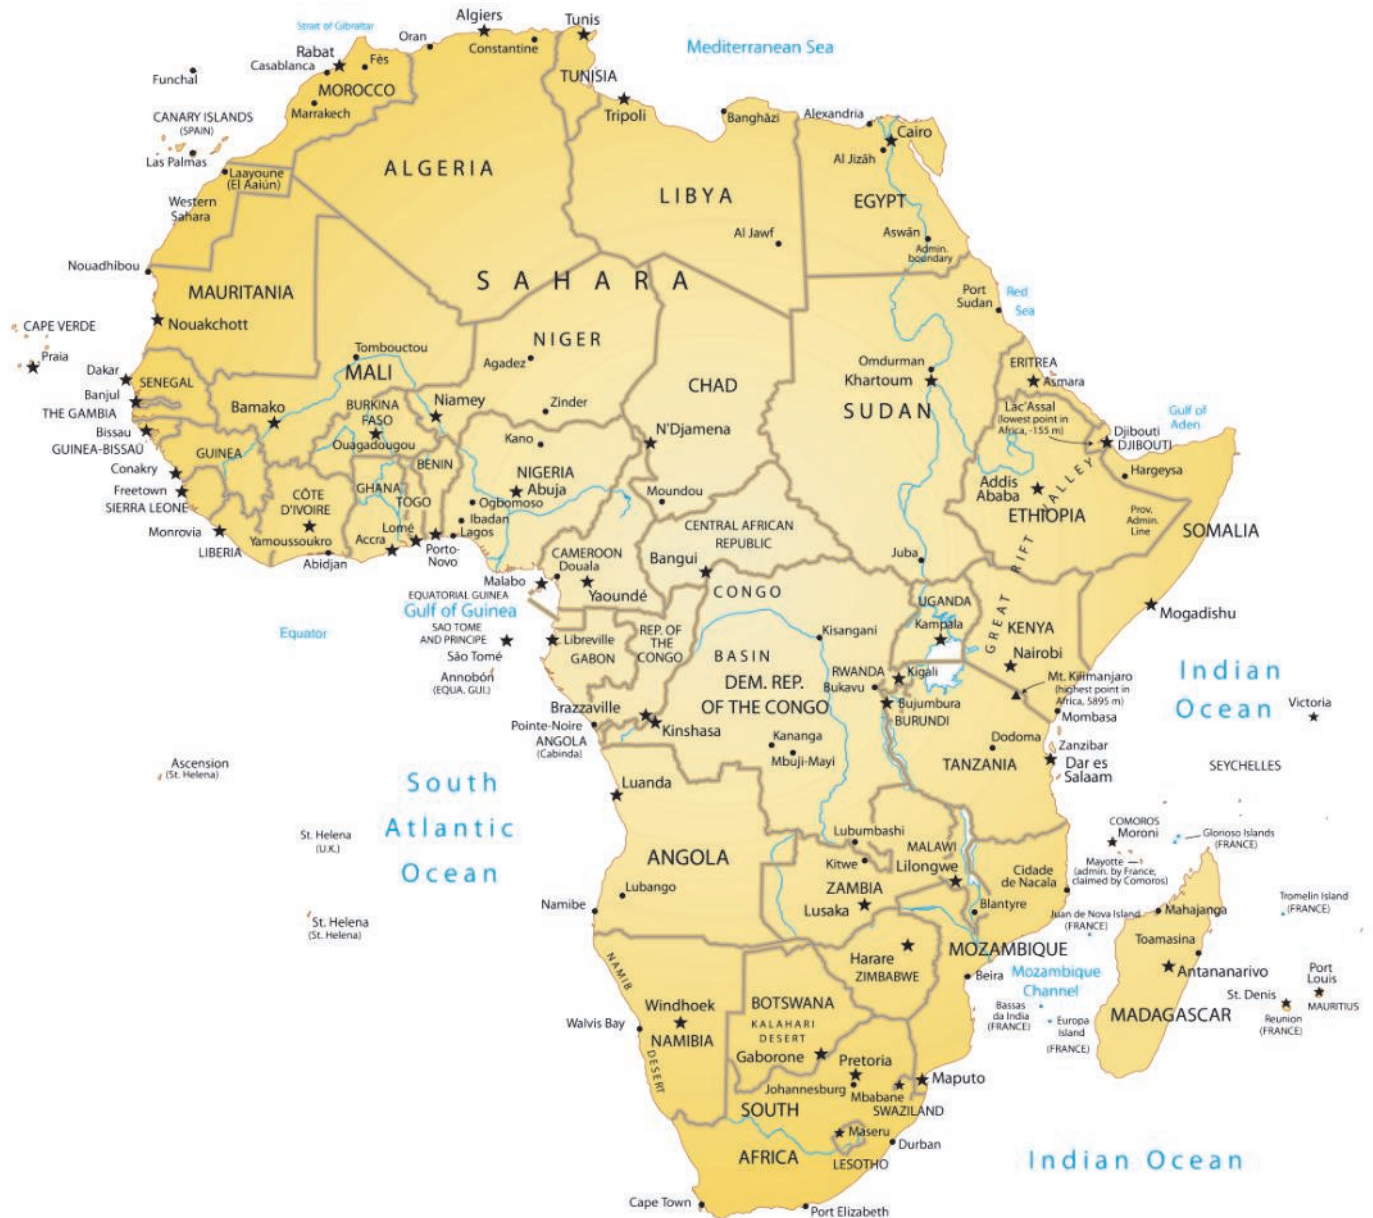 Strait of Gibraltar
Algiers
Tunis
Oran
Constantine
Mediterranean Sea
Rabat
Fès
Casablanca
Funchal
MOROCCO
TUNISIA
Marrakech
Tripoli
Banghāzi
Alexandria
Cairo
CANARY ISLANDS
(SPAIN)
Las Palmas
Al Jizāh
Laayoune
(El Aaiún)
ALGERIA
LIBYA
EGYPT
Western
Sahara
Al Jawf
Aswān
Admin.
boundary
Nouadhibou
SAHARA
MAURITANIA
Port
Sudan
Red
Sea
Nouakchott
CAPE VERDE
Praia
Tombouctou
NIGER
Agadez
Omdurman
Khartoum
ERITREA
Asmara
Dakar
SENEGAL
MALI
CHAD
Banjul
THE GAMBIA
Bamako
BURKINA
FASO
Niamey
Zinder
SUDAN
Lac'Assal
(lowest point in
Africa, -155 m)
Gulf of
Aden
Bissau
GUINEA-BISSAÛ
Ouagadougou
Kano
N'Djamena
Djibouti
DJIBOUTI
GUINEA
BENIN
NIGERIA
Abuja
Hargeysa
Conakry
Freetown
SIERRA LEONE
CÔTE
D'IVOIRE
GHANA
TOGO
Ogbomoso
Moundou
Addis
Ababa
ETHIOPIA
Prov.
Admin.
Line
SOMALIA
Ibadan
Lagos
Lomé
Monrovia
LIBERIA
Yamoussoukro
Accra
Porto-
Novo
Abidjan
CENTRAL AFRICAN
REPUBLIC
GREAT RIFT VALLEY
CAMEROON
Douala
Bangui
Juba
Malabo
Yaoundé
EQUATORIAL GUINEA
CONGO
UGANDA
Kampala
Mogadishu
Gulf of Guinea
Equator
SAO TOME
AND PRINCIPE
Libreville
REP. OF
THE
CONGO
Kisangani
KENYA
Nairobi
São Tomé
GABON
BASIN
Annobón
(EQUA. GUI.)
DEM. REP.
OF THE CONGO
RWANDA
Kigali
Bukavu
Mt. Kilimanjaro
(highest point in
Africa, 5895 m)
Indian
Ocean
Victoria
Brazzaville
Bujumbura
BURUNDI
Mombasa
Pointe-Noire
Kinshasa
ANGOLA
(Cabinda)
Kananga
Mbuji-Mayi
Dodoma
Zanzibar
TANZANIA
Dar es
Salaam
SEYCHELLES
Ascension
(St. Helena)
South
Atlantic
Ocean
Luanda
St. Helena
(U.K.)
Lubumbashi
MALAWI
COMOROS
Moroni
Glorioso Islands
(FRANCE)
ANGOLA
Kitwe
Lilongwe
Mayotte
(admin. by France,
claimed by Comoros)
ZAMBIA
Cidade
de Nacala
Lubango
Lusaka
Blantyre
Namibe
Juan de Nova Island
(FRANCE)
Mahajanga
Tromelin Island
(FRANCE)
St. Helena
(St. Helena)
Toamasina
NAMIB
Harare
ZIMBABWE
MOZAMBIQUE
Beira
Mozambique
Channel
Antananarivo
Port
Louis
St. Denis
MAURITIUS
Windhoek
BOTSWANA
Bassas
da India
(FRANCE)
MADAGASCAR
Reunion
(FRANCE)
Walvis Bay
NAMIBIA
KALAHARI
DESERT
Europa
Island
(FRANCE)
DESERT
Gaborone
Pretoria
Johannesburg
Mbabane
Maputo
SWAZILAND
SOUTH
AFRICA
Maseru
Durban
LESOTHO
Indian Ocean
Cape Town
Port Elizabeth